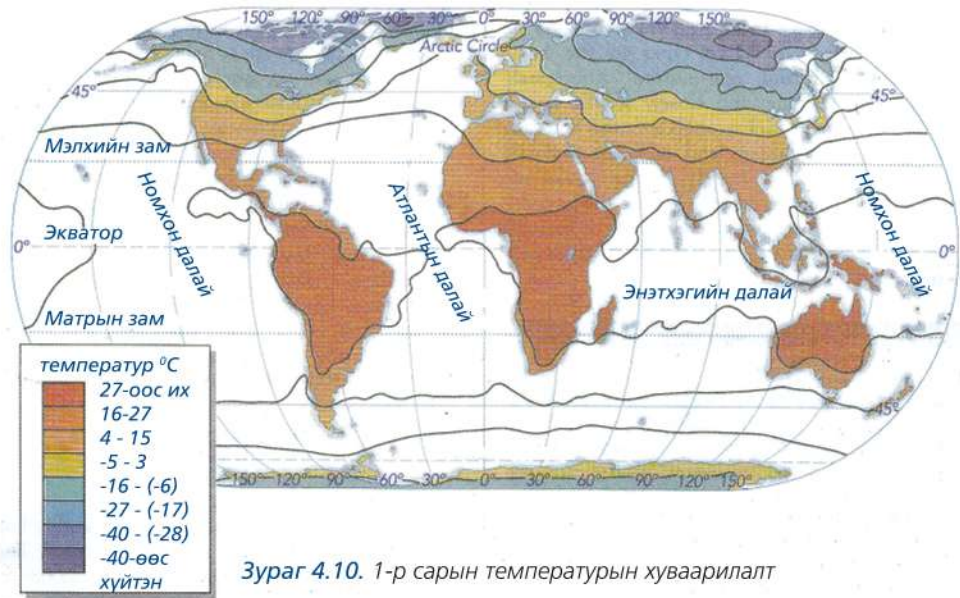 150° 120° 90° 60° 30° 0° 30° 60° 90° 120° 150°
Arctic Circle
45° 45°
Мэлхийн зам
Номхон далай
Атлантын далай
Номхон далай
Экватор
0° 0°
Энэтхэгийн далай
Матрын зам
45°
150° 120° 90° 60° 30° 0° 30° 60° 90° 120° 150°
температур ⁰C
27-оос их
16-27
4 - 15
-5 - 3
-16 - (-6)
-27 - (-17)
-40 - (-28)
-40-өөс
хүйтэн
Зураг 4.10. 1-р сарын температурын хуваарилалт